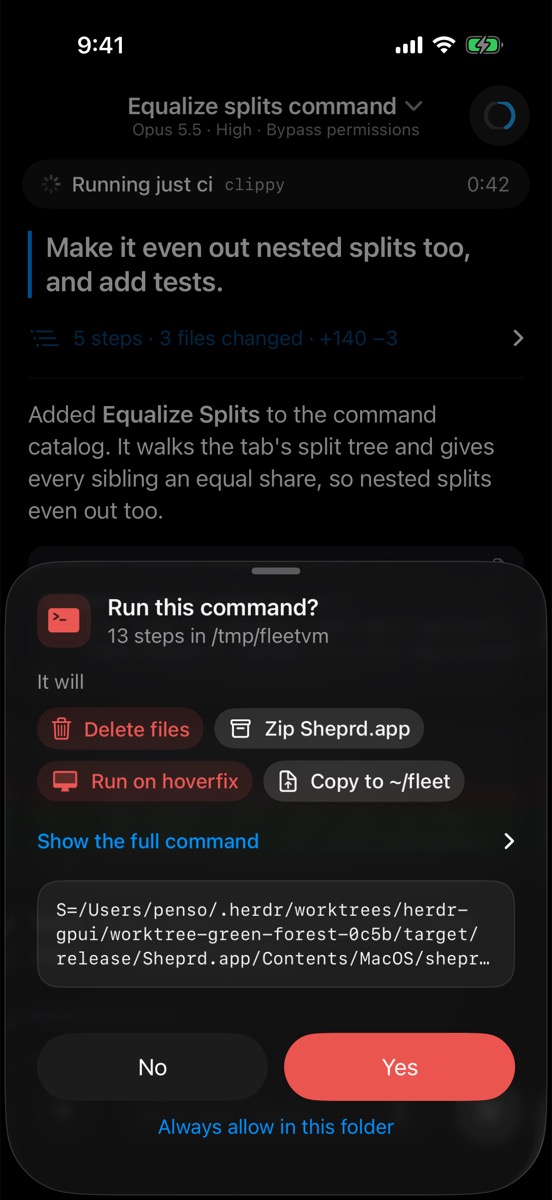 9:41
Equalize splits command
Opus 5.5 · High · Bypass permissions
Running just ci clippy 0:42
Make it even out nested splits too,
and add tests.
5 steps · 3 files changed · +140 −3
Added Equalize Splits to the command
catalog. It walks the tab's split tree and gives
every sibling an equal share, so nested splits
even out too.
Run this command?
13 steps in /tmp/fleetvm
It will
Delete files
Zip Sheprd.app
Run on hoverfix
Copy to ~/fleet
Show the full command
S=/Users/penso/.herdr/worktrees/herdr-
gpui/worktree-green-forest-0c5b/target/
release/Sheprd.app/Contents/MacOS/shepr…
No
Yes
Always allow in this folder